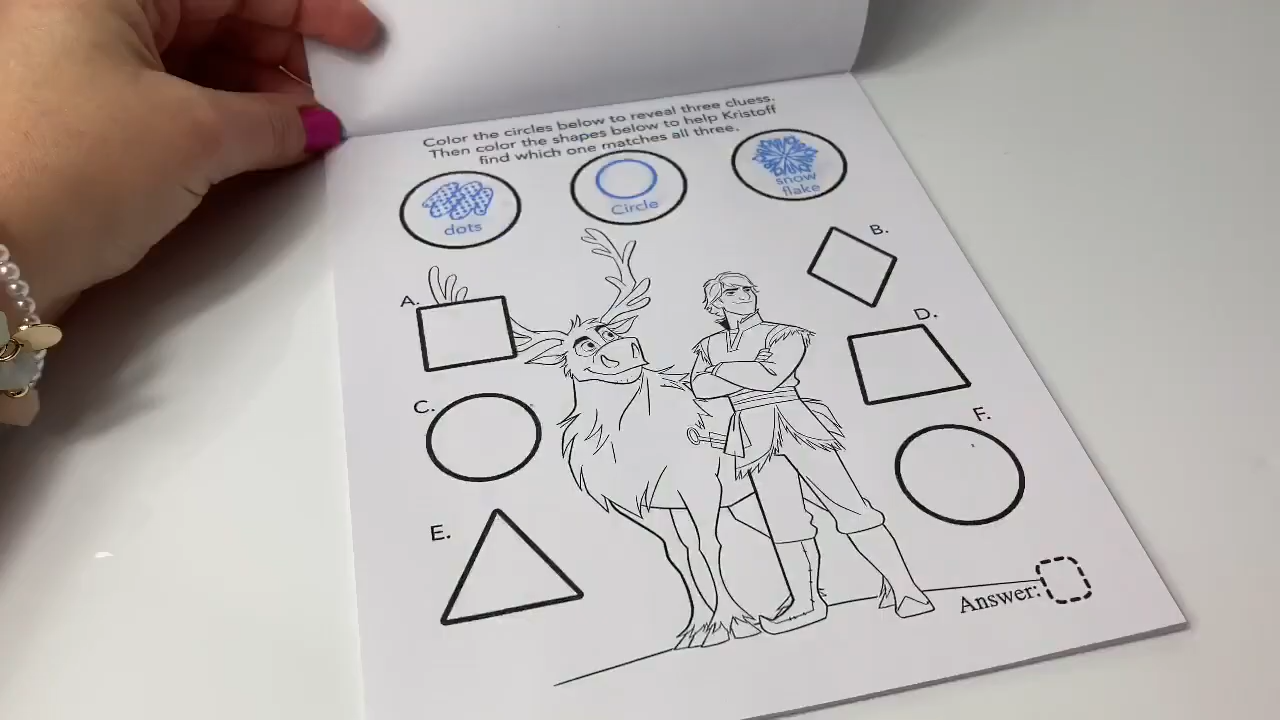 Color the circles below to reveal three cluess.
Then color the shapes below to help Kristoff
find which one matches all three.
dots
Circle
snow
flake
A.
B.
C.
D.
E.
F.
Answer: